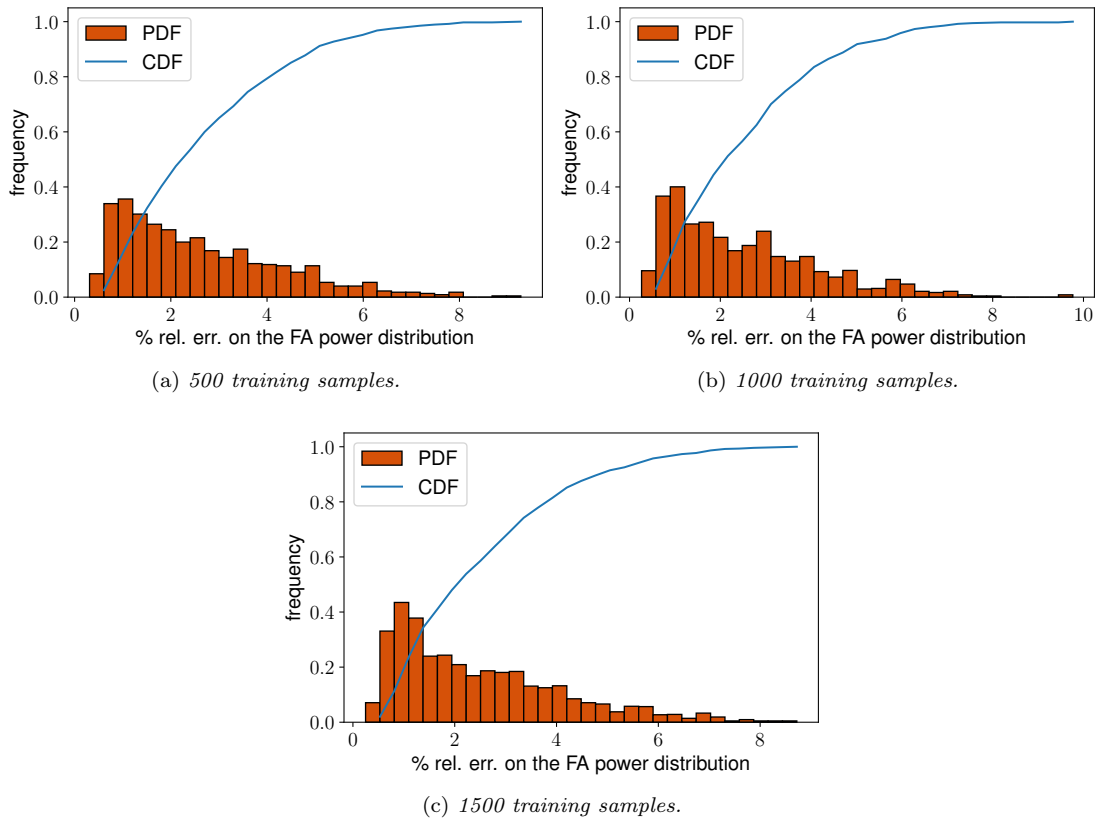 1.0
0.8
0.6
0.4
0.2
0.0
frequency
PDF
CDF
0 2 4 6 8
% rel. err. on the FA power distribution
(a) 500 training samples.
1.0
0.8
0.6
0.4
0.2
0.0
frequency
PDF
CDF
0 2 4 6 8 10
% rel. err. on the FA power distribution
(b) 1000 training samples.
1.0
0.8
0.6
0.4
0.2
0.0
frequency
PDF
CDF
0 2 4 6 8
% rel. err. on the FA power distribution
(c) 1500 training samples.